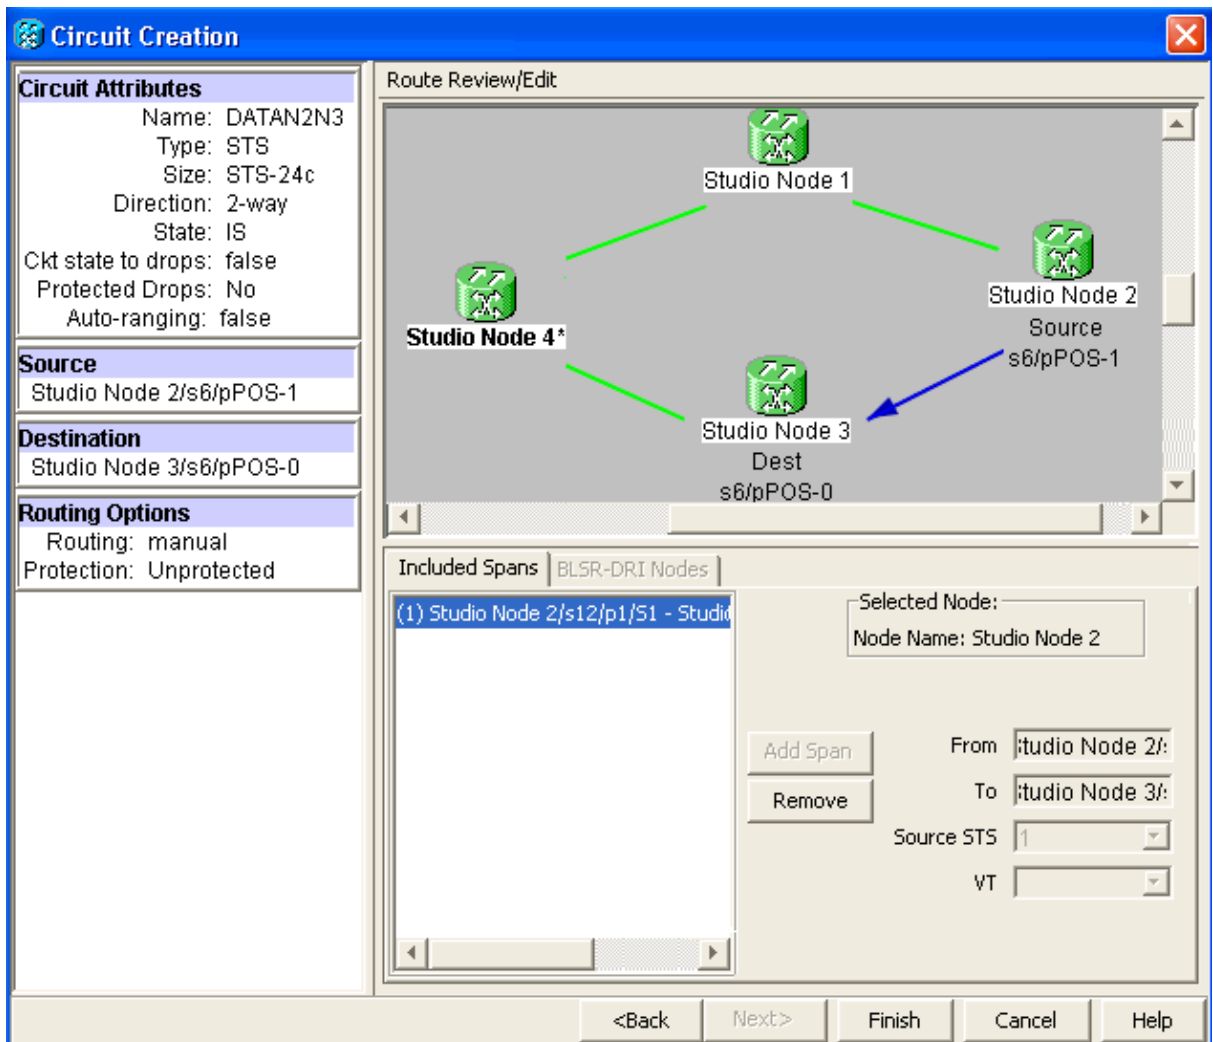 Circuit Creation
Circuit Attributes
Name: DATAN2N3
Type: STS
Size: STS-24c
Direction: 2-way
State: IS
Ckt state to drops: false
Protected Drops: No
Auto-ranging: false
Source
Studio Node 2/s6/pPOS-1
Destination
Studio Node 3/s6/pPOS-0
Routing Options
Routing: manual
Protection: Unprotected
Route Review/Edit
Studio Node 1
Studio Node 2
Source
s6/pPOS-1
Studio Node 4*
Studio Node 3
Dest
s6/pPOS-0
Included Spans
BLSR-DRI Nodes
(1) Studio Node 2/s12/p1/S1 - Studi
Selected Node:
Node Name: Studio Node 2
Add Span
Remove
From tudio Node 2/
To tudio Node 3/
Source STS 1
VT
<Back
Next>
Finish
Cancel
Help